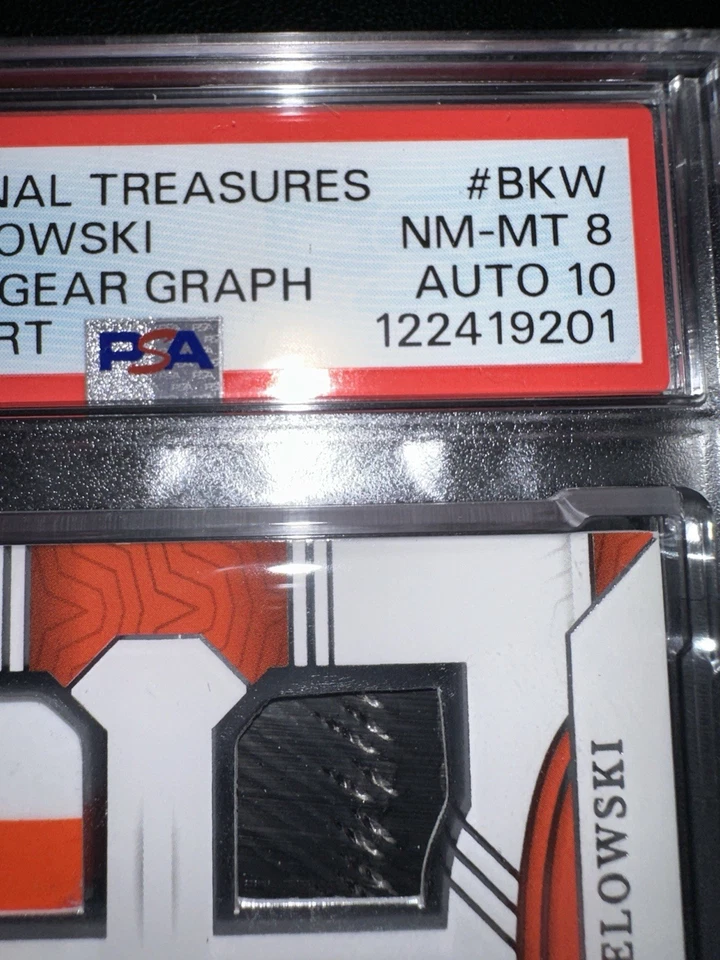 NAL TREASURES #BKW
OWSKI NM-MT 8
GEAR GRAPH AUTO 10
RT PSA 122419201
ELOWSKI